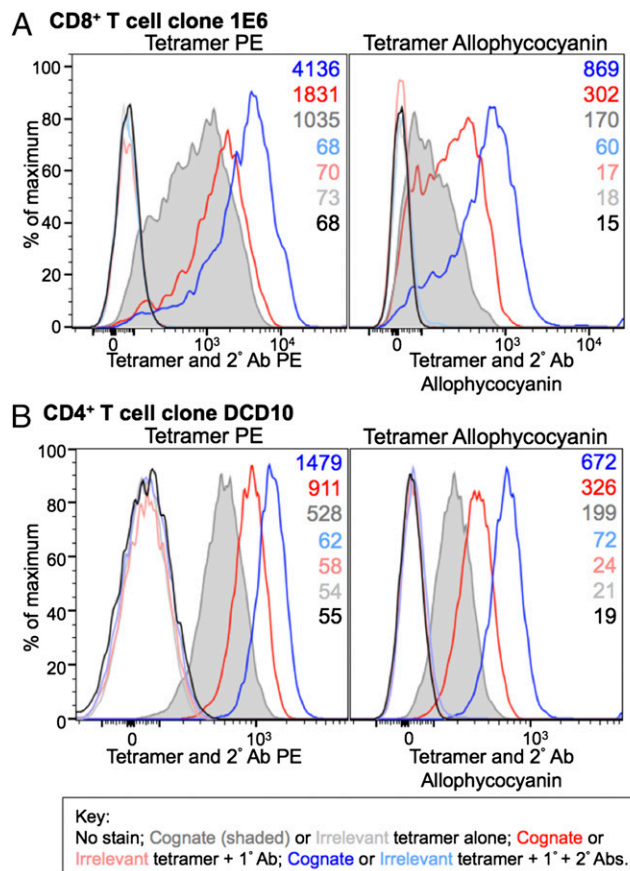 A CD8+ T cell clone 1E6
Tetramer PE
Tetramer Allophycocyanin
% of maximum
100
80
60
40
20
0
4136
1831
1035
68
70
73
68
869
302
170
60
17
18
15
0 10³ 10⁴
0 10³ 10⁴
Tetramer and 2° Ab PE
Tetramer and 2° Ab
Allophycocyanin
B CD4+ T cell clone DCD10
Tetramer PE
Tetramer Allophycocyanin
% of maximum
100
80
60
40
20
0
1479
911
528
62
58
54
55
672
326
199
72
24
21
19
0 10³
0 10³
Tetramer and 2° Ab PE
Tetramer and 2° Ab
Allophycocyanin
Key:
No stain; Cognate (shaded) or Irrelevant tetramer alone; Cognate or
Irrelevant tetramer + 1° Ab; Cognate or Irrelevant tetramer + 1° + 2° Abs.